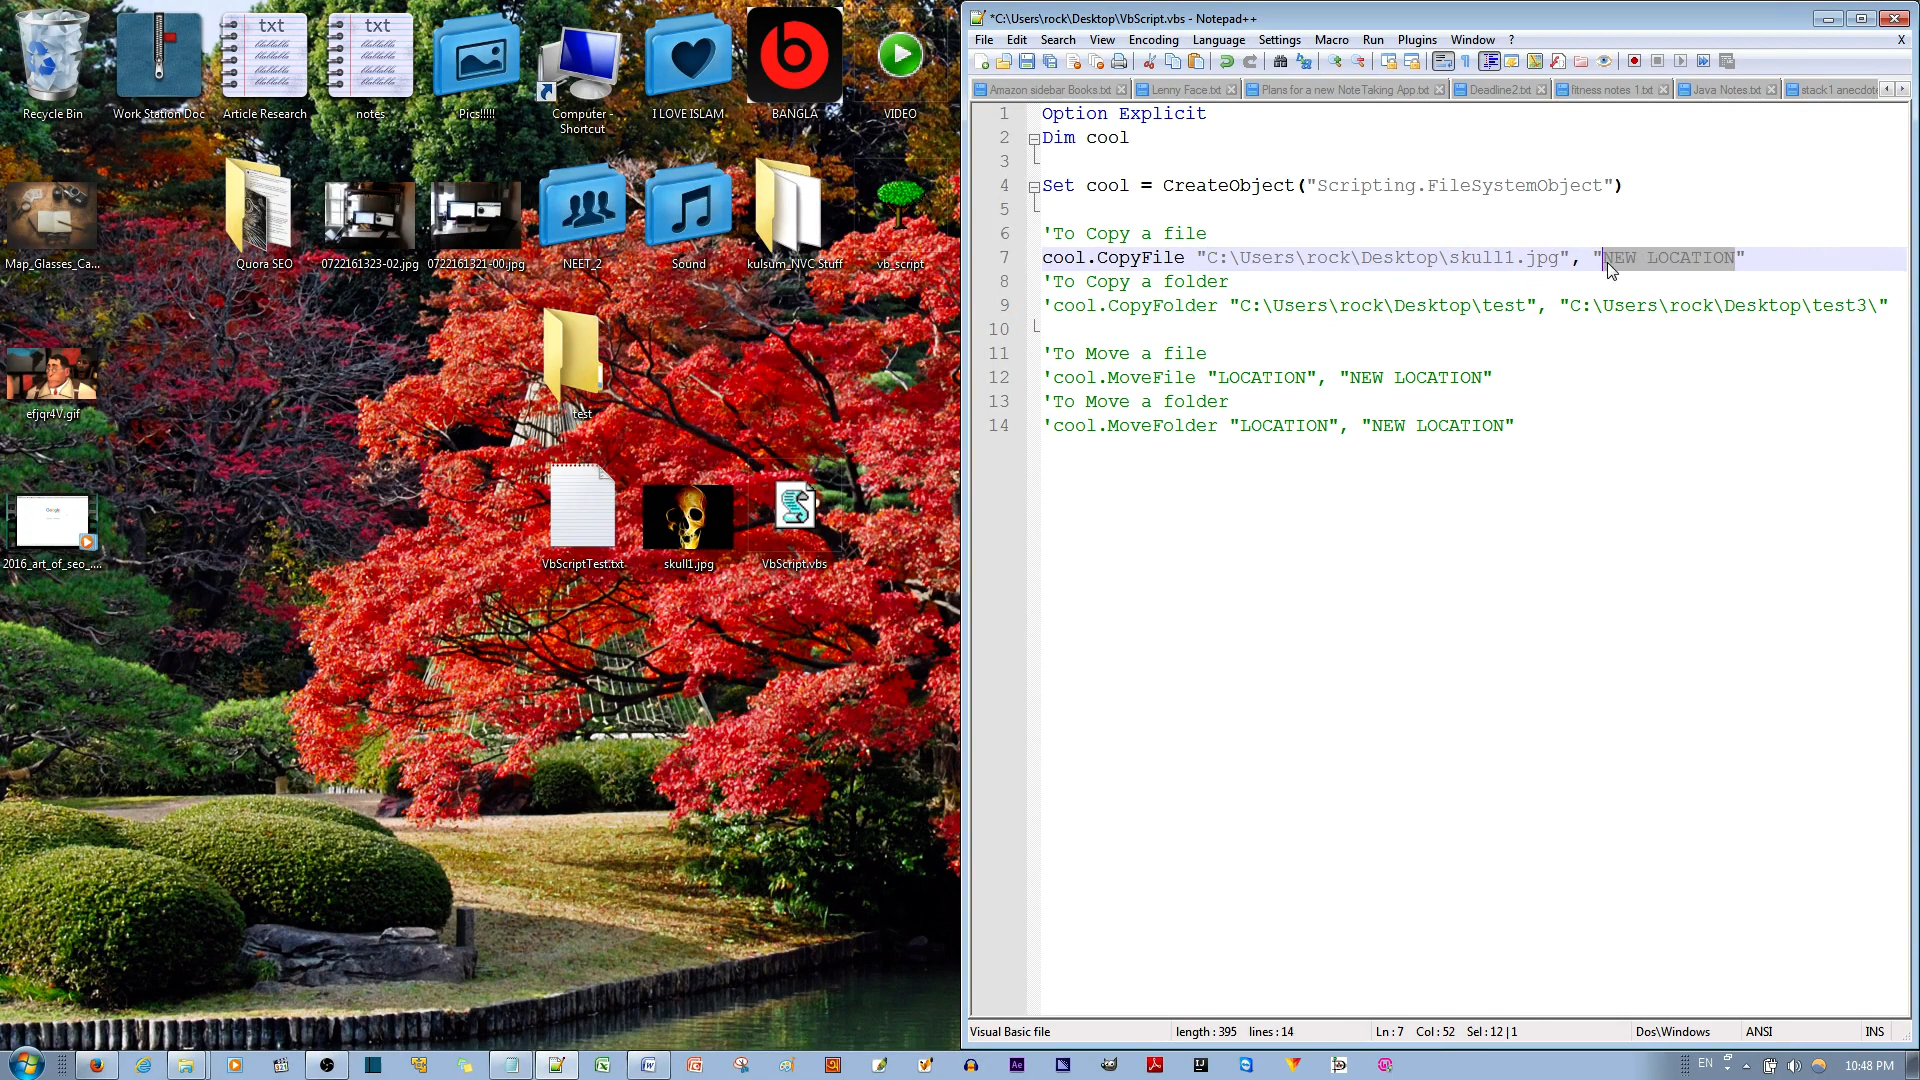 Recycle Bin
Work Station Doc
txt
Article Research
txt
notes
Pics!!!!!
Computer - Shortcut
I LOVE ISLAM
BANGLA
VIDEO
Map_Glasses_Ca...
Quora SEO
0722161323-02.jpg
0722161321-00.jpg
NEET_2
Sound
kulsum_NVC Stuff
vb_script
efjqr4V.gif
test
2016_art_of_seo_....
VbScriptTest.txt
skull1.jpg
VbScript.vbs
*C:\Users\rock\Desktop\VbScript.vbs - Notepad++
File Edit Search View Encoding Language Settings Macro Run Plugins Window ? X
Amazon sidebar Books.txt Lenny Face.txt Plans for a new NoteTaking App.txt Deadline2.txt fitness notes 1.txt Java Notes.txt stack1 anecdot
1 Option Explicit
2 Dim cool
3
4 Set cool = CreateObject("Scripting.FileSystemObject")
5
6 'To Copy a file
7 cool.CopyFile "C:\Users\rock\Desktop\skull1.jpg", "NEW LOCATION"
8 'To Copy a folder
9 'cool.CopyFolder "C:\Users\rock\Desktop\test", "C:\Users\rock\Desktop\test3\"
10
11 'To Move a file
12 'cool.MoveFile "LOCATION", "NEW LOCATION"
13 'To Move a folder
14 'cool.MoveFolder "LOCATION", "NEW LOCATION"
Visual Basic file length : 395 lines : 14 Ln : 7 Col : 52 Sel : 12 | 1 Dos\Windows ANSI INS
EN 10:48 PM